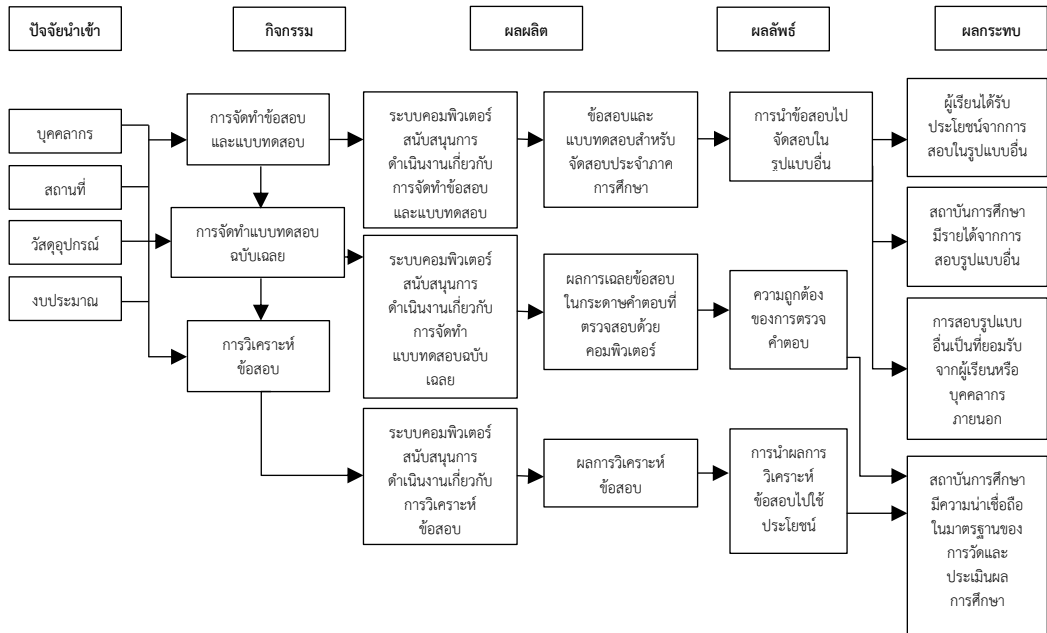 ปัจจัยนำเข้า
กิจกรรม
ผลผลิต
ผลลัพธ์
ผลกระทบ
บุคคลากร
สถานที่
วัสดุอุปกรณ์
งบประมาณ
การจัดทำข้อสอบ
และแบบทดสอบ
การจัดทำแบบทดสอบ
ฉบับเฉลย
การวิเคราะห์
ข้อสอบ
ระบบคอมพิวเตอร์
สนับสนุนการ
ดำเนินงานเกี่ยวกับ
การจัดทำข้อสอบ
และแบบทดสอบ
ระบบคอมพิวเตอร์
สนับสนุนการ
ดำเนินงานเกี่ยวกับ
การจัดทำ
แบบทดสอบฉบับ
เฉลย
ระบบคอมพิวเตอร์
สนับสนุนการ
ดำเนินงานเกี่ยวกับ
การวิเคราะห์
ข้อสอบ
ข้อสอบและ
แบบทดสอบสำหรับ
จัดสอบประจำภาค
การศึกษา
ผลการเฉลยข้อสอบ
ในกระดาษคำตอบที่
ตรวจสอบด้วย
คอมพิวเตอร์
ผลการวิเคราะห์
ข้อสอบ
การนำข้อสอบไป
จัดสอบใน
รูปแบบอื่น
ความถูกต้อง
ของการตรวจ
คำตอบ
การนำผลการ
วิเคราะห์
ข้อสอบไปใช้
ประโยชน์
ผู้เรียนได้รับ
ประโยชน์จากการ
สอบในรูปแบบอื่น
สถาบันการศึกษา
มีรายได้จากการ
สอบรูปแบบอื่น
การสอบรูปแบบ
อื่นเป็นที่ยอมรับ
จากผู้เรียนหรือ
บุคลากร
ภายนอก
สถาบันการศึกษา
มีความน่าเชื่อถือ
ในมาตรฐานของ
การวัดและ
ประเมินผล
การศึกษา